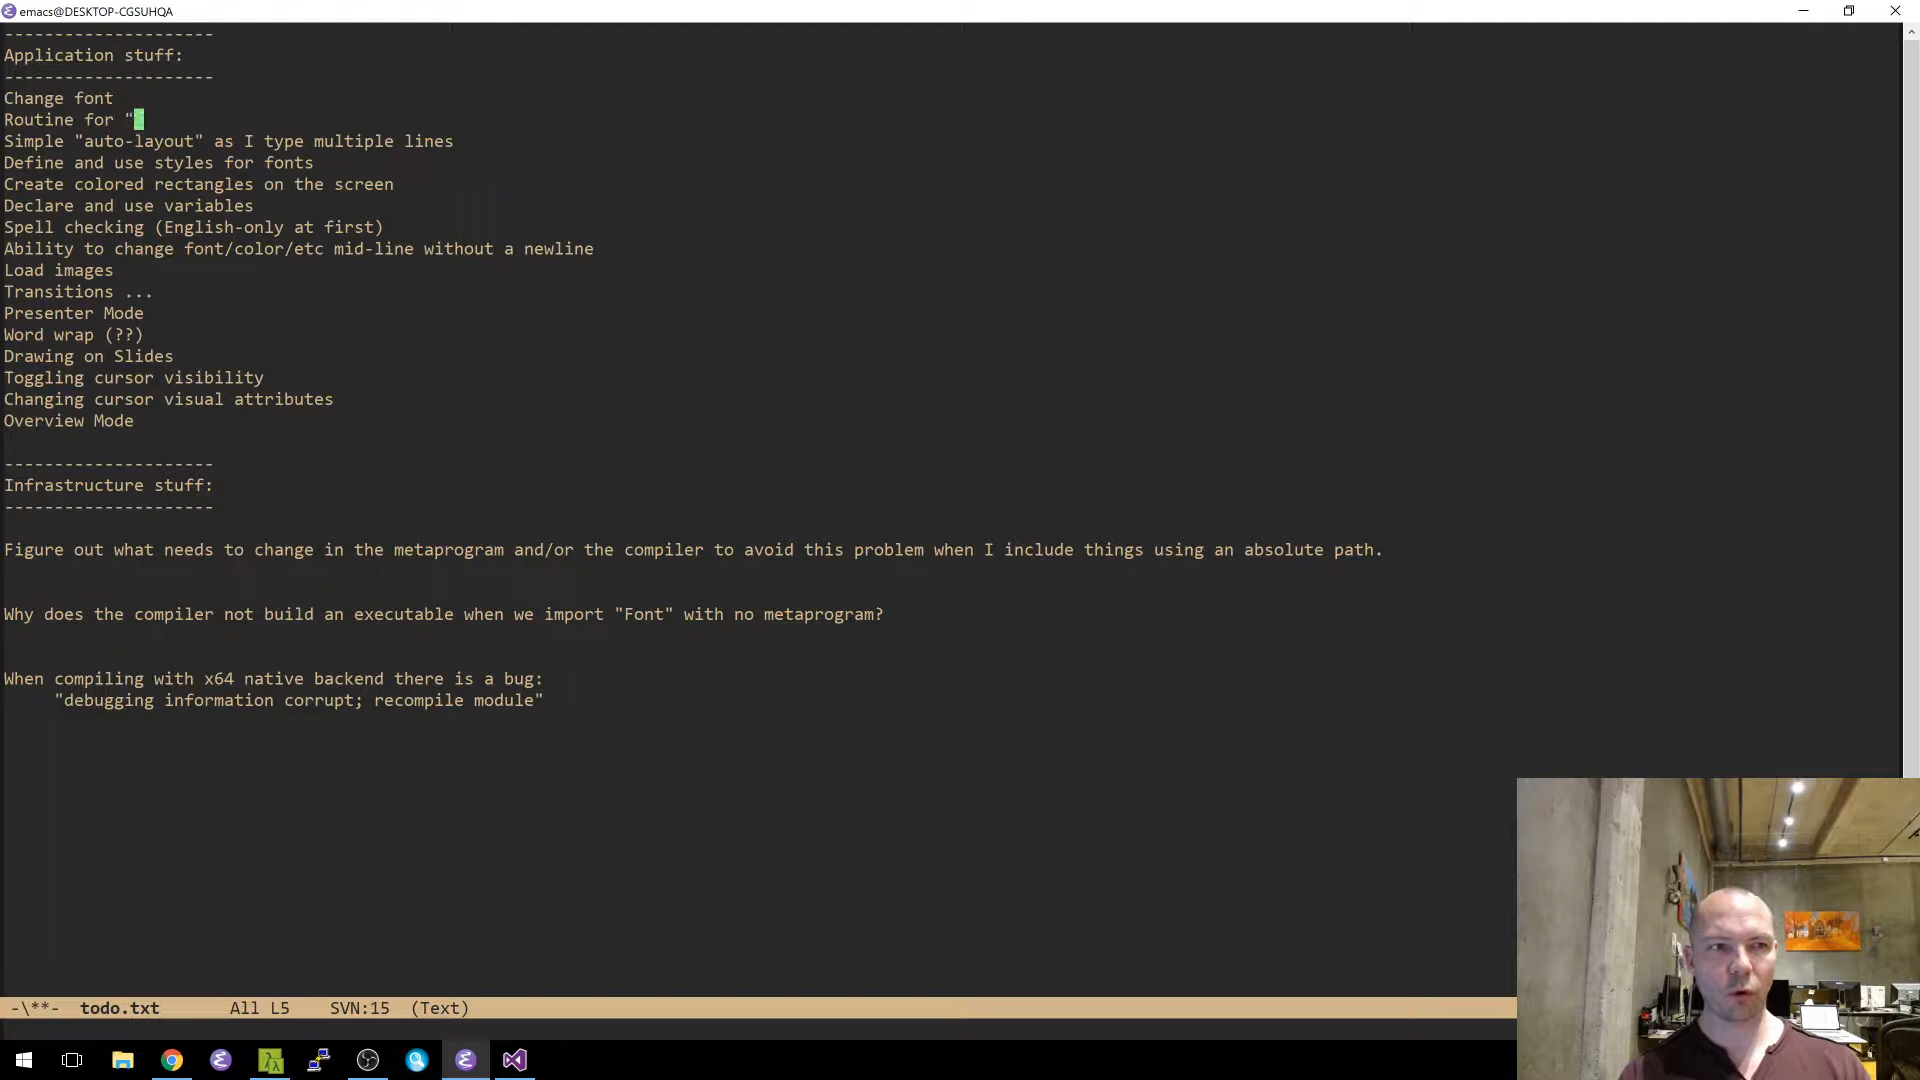 emacs@DESKTOP-CGSUHQA
---------------------
Application stuff:
---------------------
Change font
Routine for "
Simple "auto-layout" as I type multiple lines
Define and use styles for fonts
Create colored rectangles on the screen
Declare and use variables
Spell checking (English-only at first)
Ability to change font/color/etc mid-line without a newline
Load images
Transitions ...
Presenter Mode
Word wrap (??)
Drawing on Slides
Toggling cursor visibility
Changing cursor visual attributes
Overview Mode
---------------------
Infrastructure stuff:
---------------------
Figure out what needs to change in the metaprogram and/or the compiler to avoid this problem when I include things using an absolute path.
Why does the compiler not build an executable when we import "Font" with no metaprogram?
When compiling with x64 native backend there is a bug:
"debugging information corrupt; recompile module"
-\**-  todo.txt       All L5    SVN:15  (Text)